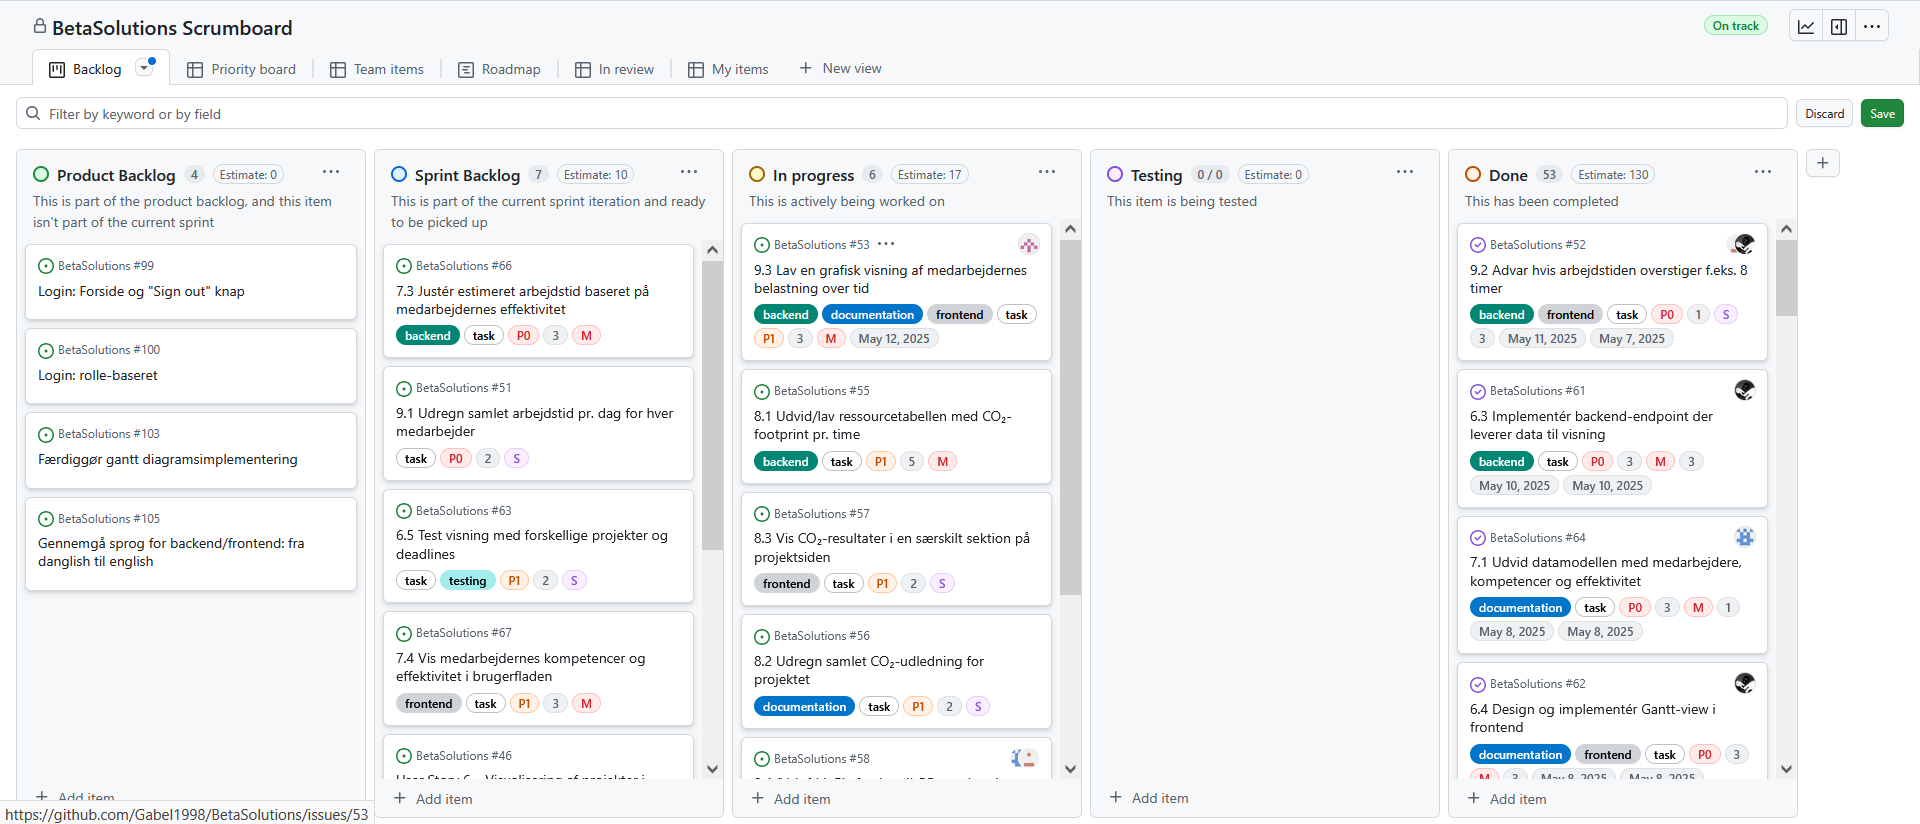 BetaSolutions Scrumboard
On track
Backlog
Priority board
Team items
Roadmap
In review
My items
New view
Filter by keyword or by field
Discard
Save
Product Backlog 4 Estimate: 0
This is part of the product backlog, and this item
isn't part of the current sprint
BetaSolutions #99
Login: Forside og "Sign out" knap
BetaSolutions #100
Login: rolle-baseret
BetaSolutions #103
Færdiggør gantt diagramsimplementering
BetaSolutions #105
Gennemgå sprog for backend/frontend: fra
danglish til english
Add item
Sprint Backlog 7 Estimate: 10
This is part of the current sprint iteration and ready
to be picked up
BetaSolutions #66
7.3 Justér estimeret arbejdstid baseret på
medarbejdernes effektivitet
backend task P0 3 M
BetaSolutions #51
9.1 Udregn samlet arbejdstid pr. dag for hver
medarbejder
task P0 2 S
BetaSolutions #63
6.5 Test visning med forskellige projekter og
deadlines
task testing P1 2 S
BetaSolutions #67
7.4 Vis medarbejdernes kompetencer og
effektivitet i brugerfladen
frontend task P1 3 M
BetaSolutions #46
Add item
In progress 6 Estimate: 17
This is actively being worked on
BetaSolutions #53
9.3 Lav en grafisk visning af medarbejdernes
belastning over tid
backend documentation frontend task
P1 3 M May 12, 2025
BetaSolutions #55
8.1 Udvid/lav ressourcetabellen med CO₂-
footprint pr. time
backend task P1 5 M
BetaSolutions #57
8.3 Vis CO₂-resultater i en særskilt sektion på
projektsiden
frontend task P1 2 S
BetaSolutions #56
8.2 Udregn samlet CO₂-udledning for
projektet
documentation task P1 2 S
BetaSolutions #58
Add item
Testing 0 / 0 Estimate: 0
This item is being tested
Add item
Done 53 Estimate: 130
This has been completed
BetaSolutions #52
9.2 Advar hvis arbejdstiden overstiger f.eks. 8
timer
backend frontend task P0 1 S
3 May 11, 2025 May 7, 2025
BetaSolutions #61
6.3 Implementér backend-endpoint der
leverer data til visning
backend task P0 3 M 3
May 10, 2025 May 10, 2025
BetaSolutions #64
7.1 Udvid datamodellen med medarbejdere,
kompetencer og effektivitet
documentation task P0 3 M 1
May 8, 2025 May 8, 2025
BetaSolutions #62
6.4 Design og implementér Gantt-view i
frontend
documentation frontend task P0 3
M 3 May 8, 2025 May 8, 2025
Add item
https://github.com/Gabel1998/BetaSolutions/issues/53